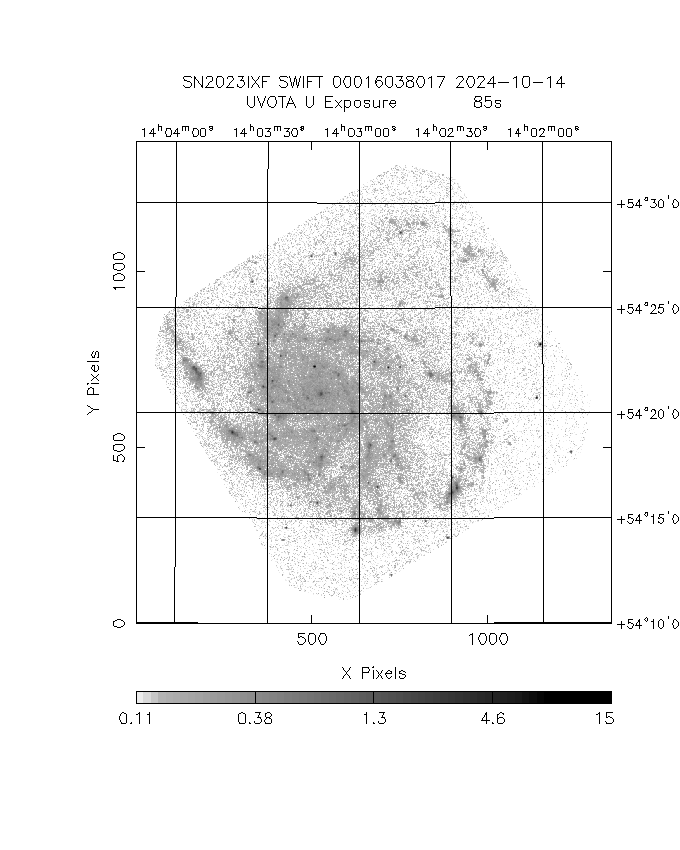 SN2023IXF SWIFT 00016038017 2024-10-14
UVOTA U Exposure 85s
14h04m00s 14h03m30s 14h03m00s 14h02m30s 14h02m00s
+54°30'0
1000
+54°25'0
Y Pixels
+54°20'0
500
+54°15'0
0
+54°10'0
500 1000
X Pixels
0.11 0.38 1.3 4.6 15